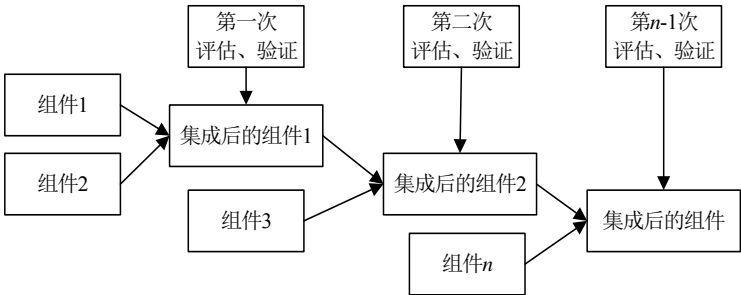 第一次
评估、验证
第二次
评估、验证
第n-1次
评估、验证
组件1
集成后的组件1
组件2
集成后的组件2
组件3
集成后的组件
组件n